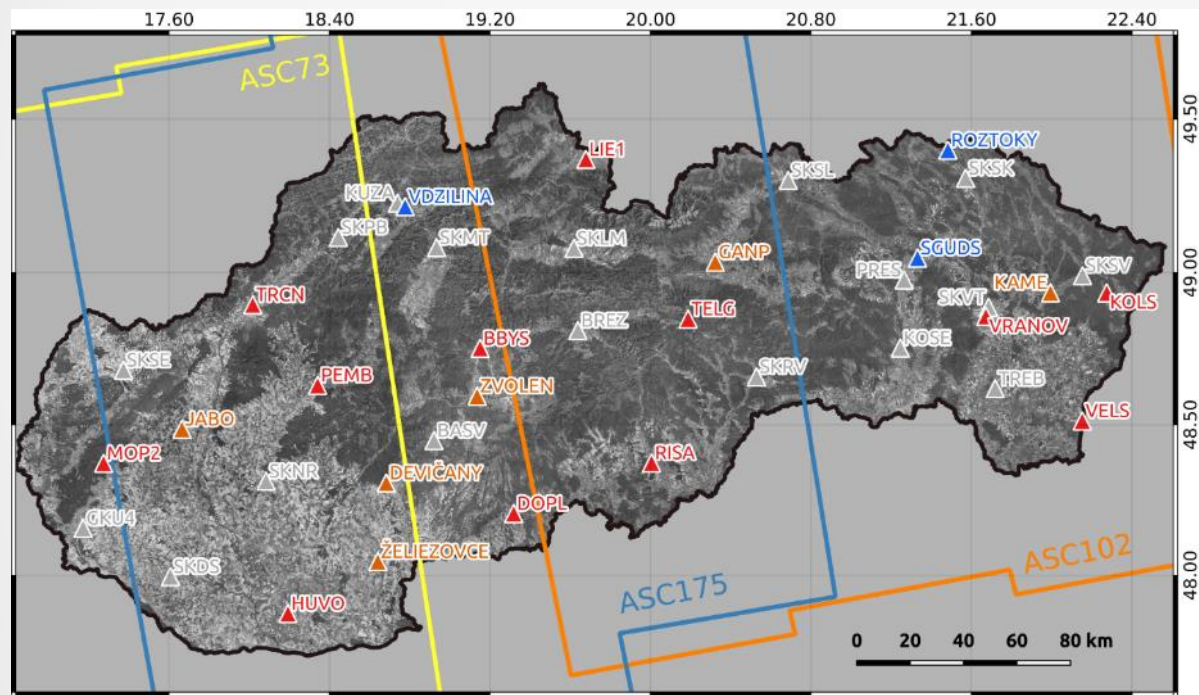 17.60 18.40 19.20 20.00 20.80 21.60 22.40
ASC73
49.50
LIE1
ROZTOKY
SKSL
SKSK
KUZA
VDZILINA
SKPB
SKMT
SKLM
SGUDS
GANP
49.00
PRES
SKSV
KAME
TRCN
SKVT
KOLS
TELG
VRANOV
BREZ
BBYS
KOSE
SKSE
PEMB
SKRV
ZVOLEN
TREB
JABO
48.50
VELS
BASV
MOP2
RISA
SKNR
DEVIČANY
DOPL
GKU4
ŽELIEZOVCE
ASC102
SKDS
48.00
ASC175
HUVO
0 20 40 60 80 km